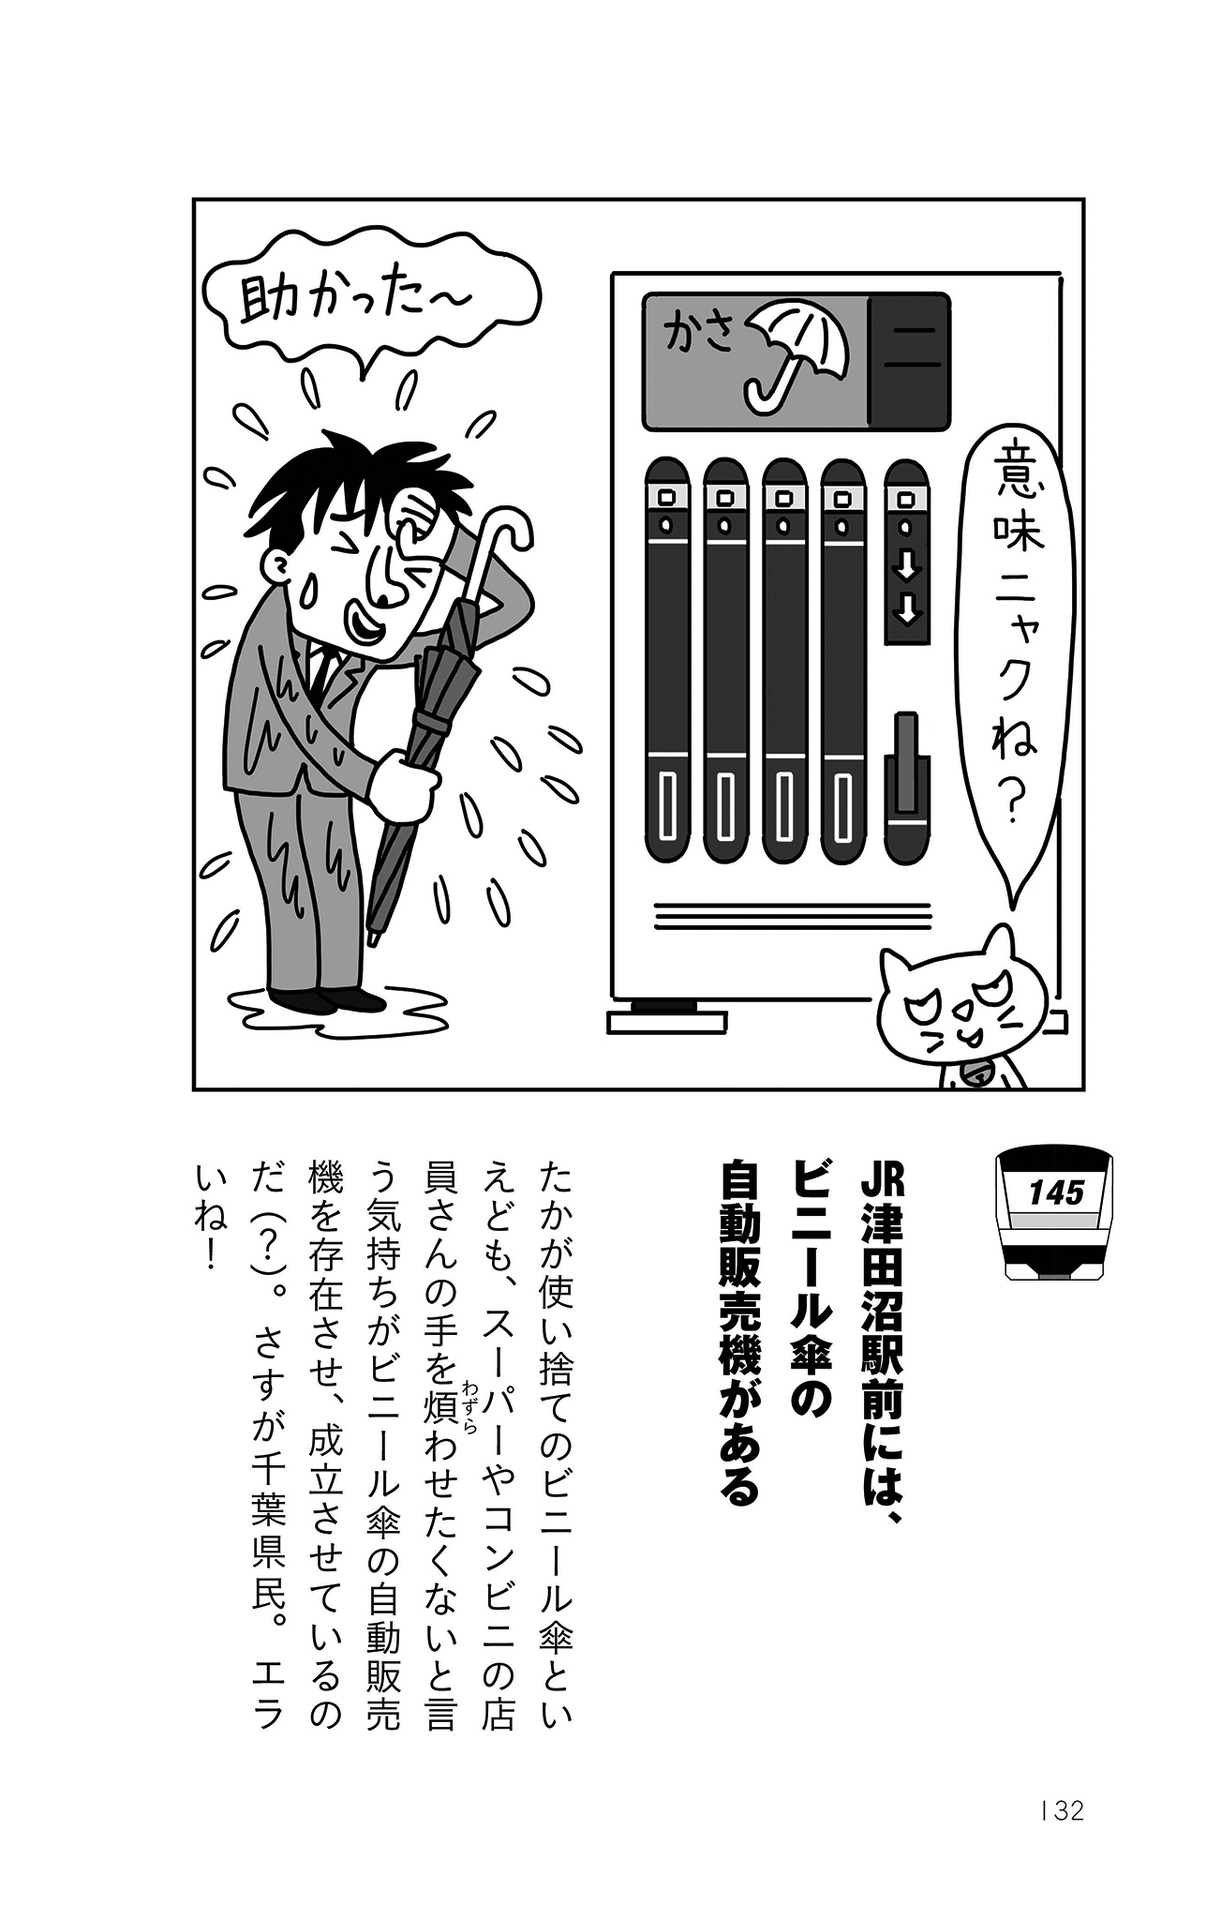 意味ニャクね？
かさ
助かった〜
145
JR津田沼駅前には、
ビニール傘の
自動販売機がある
たかが使い捨てのビニール傘とい
えども、スーパーやコンビニの店
員さんの手を煩わせたくないと言
わずら
う気持ちがビニール傘の自動販売
機を存在させ、成立させているの
だ（？）。さすが千葉県民。エラ
いね！
132